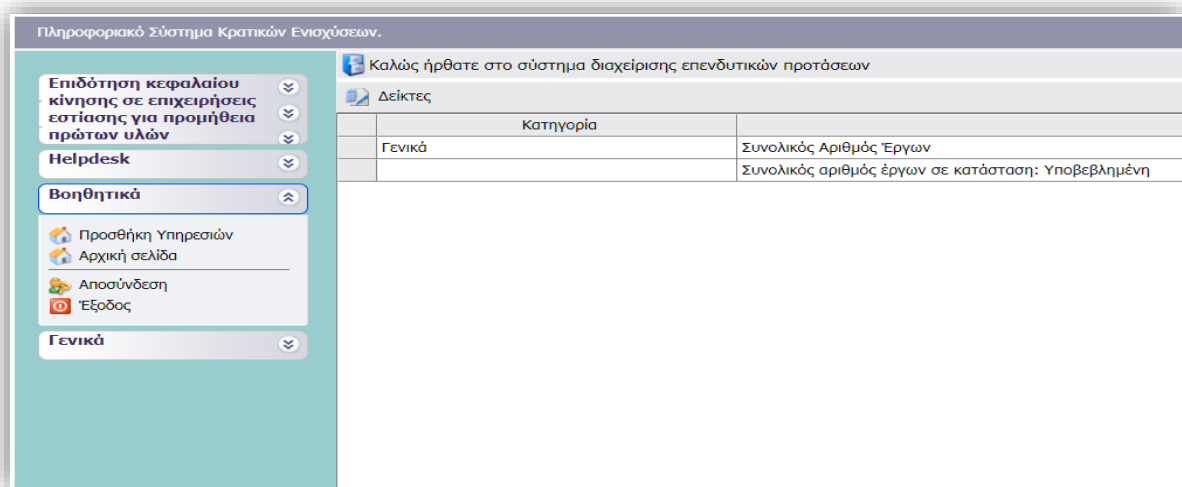 Πληροφοριακό Σύστημα Κρατικών Ενισχύσεων.
Επιδότηση κεφαλαίου
κίνησης σε επιχειρήσεις
εστίασης για προμήθεια
πρώτων υλών
Helpdesk
Βοηθητικά
Προσθήκη Υπηρεσιών
Αρχική σελίδα
Αποσύνδεση
Έξοδος
Γενικά
Καλώς ήρθατε στο σύστημα διαχείρισης επενδυτικών προτάσεων
Δείκτες
Κατηγορία
Γενικά Συνολικός Αριθμός Έργων
Συνολικός αριθμός έργων σε κατάσταση: Υποβεβλημένη